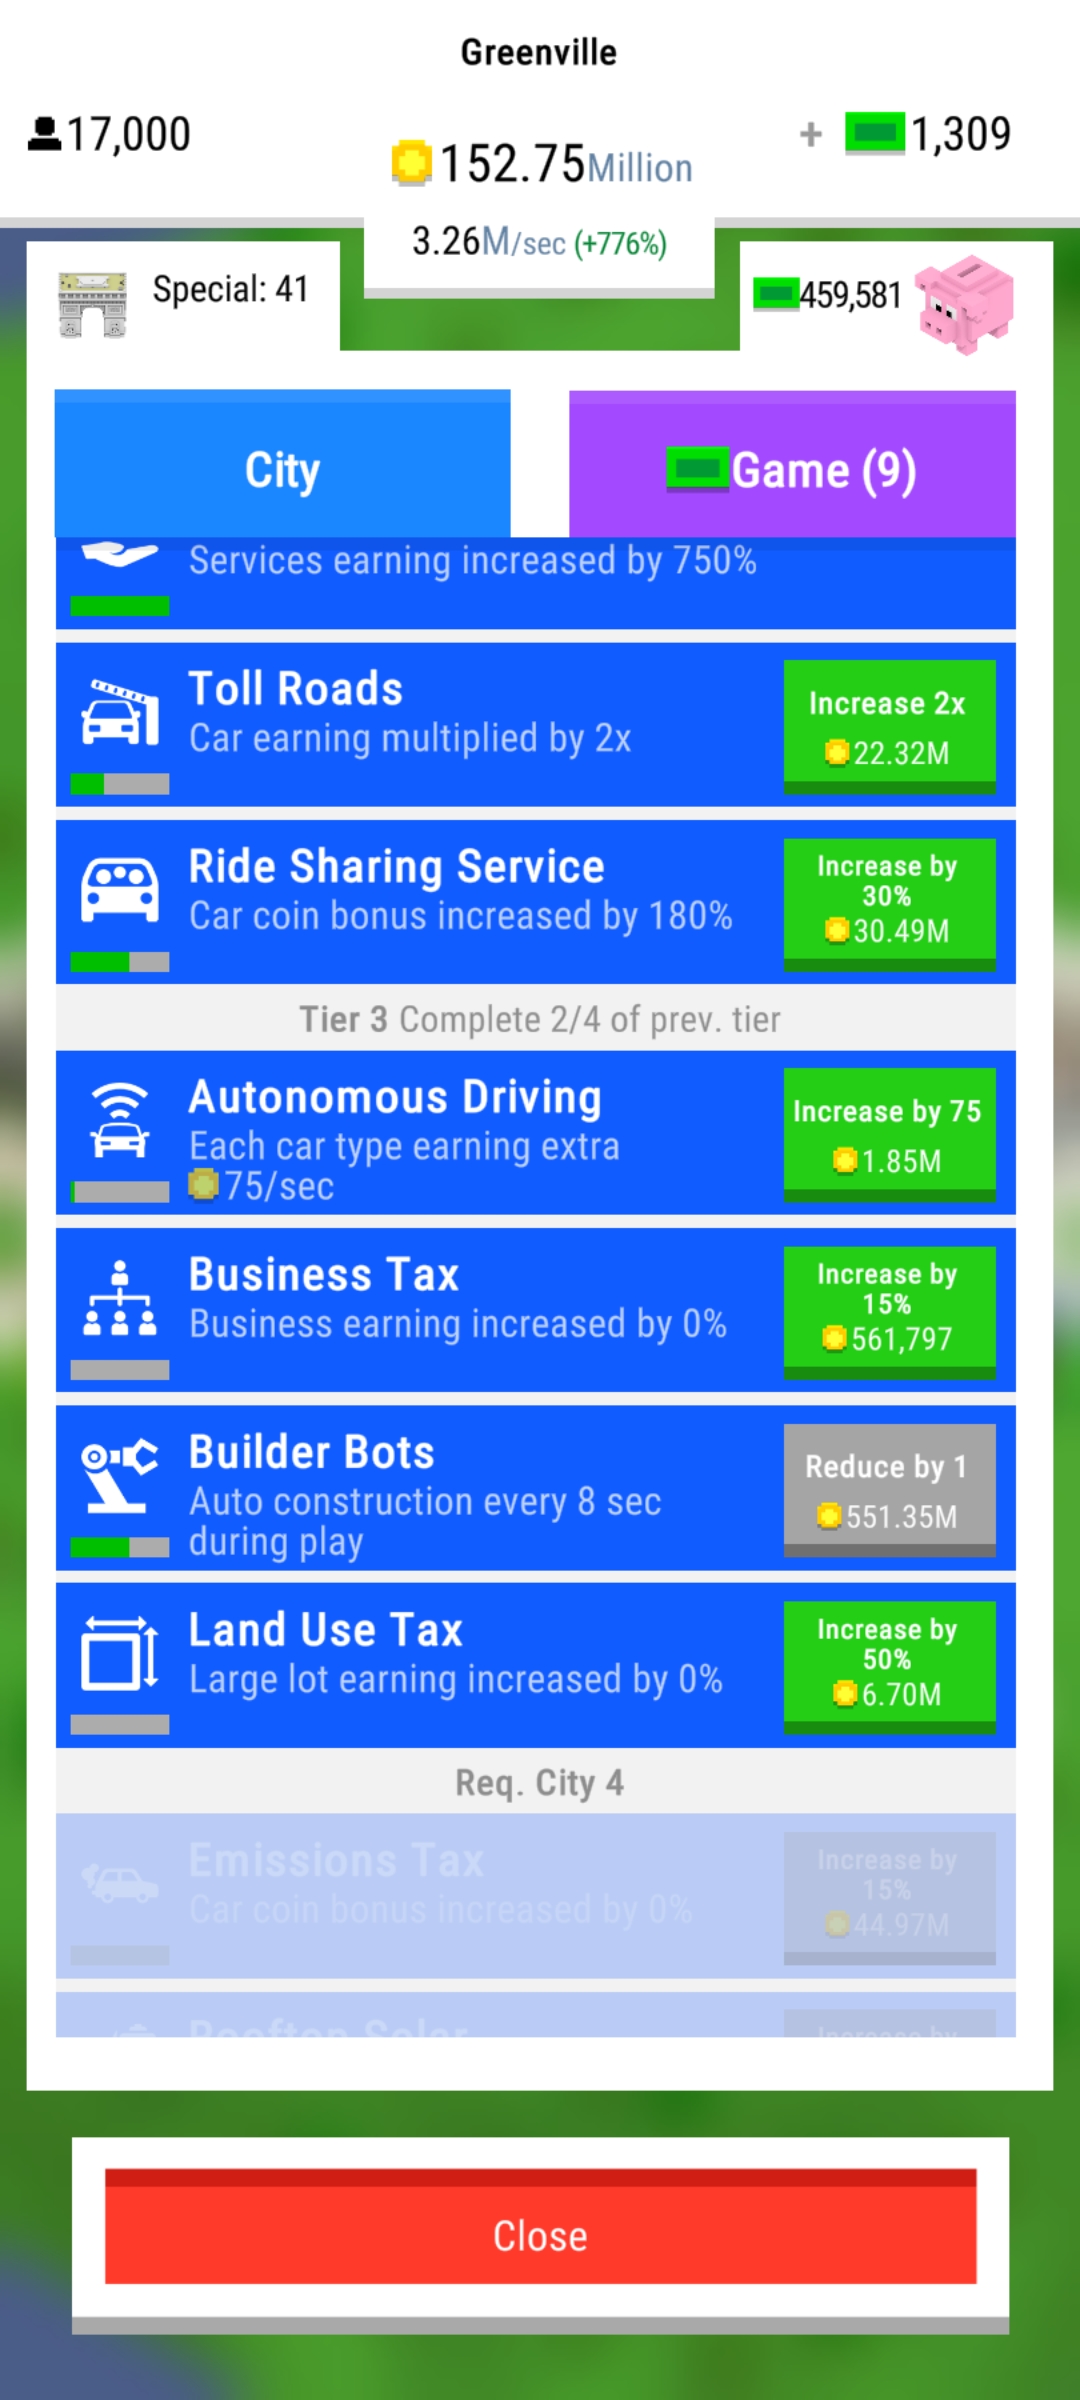 Greenville
17,000
152.75Million
+ 1,309
3.26M/sec (+776%)
Special: 41
459,581
City
Game (9)
Services earning increased by 750%
Toll Roads
Car earning multiplied by 2x
Increase 2x
22.32M
Ride Sharing Service
Car coin bonus increased by 180%
Increase by
30%
30.49M
Tier 3 Complete 2/4 of prev. tier
Autonomous Driving
Each car type earning extra
75/sec
Increase by 75
1.85M
Business Tax
Business earning increased by 0%
Increase by
15%
561,797
Builder Bots
Auto construction every 8 sec
during play
Reduce by 1
551.35M
Land Use Tax
Large lot earning increased by 0%
Increase by
50%
6.70M
Req. City 4
Emissions Tax
Car coin bonus increased by 0%
Increase by
15%
44.97M
Rooftop Solar
Increase by
Close